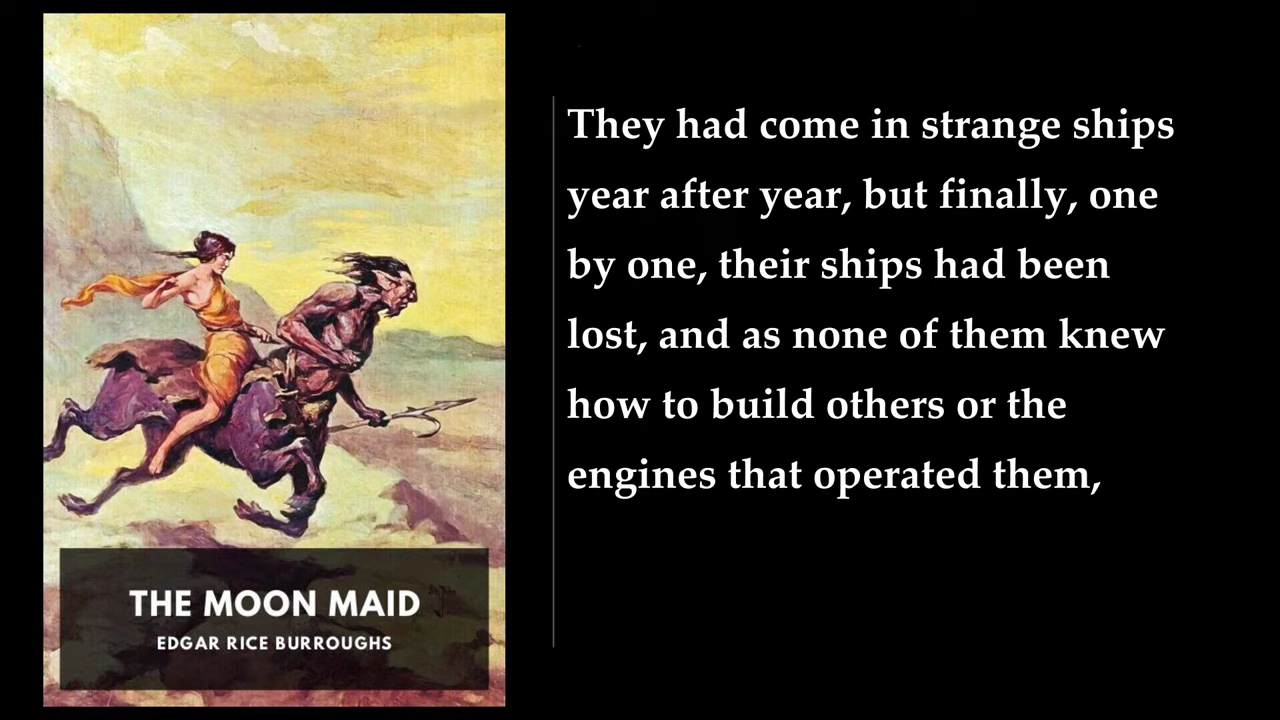 They had come in strange ships
year after year, but finally, one
by one, their ships had been
lost, and as none of them knew
how to build others or the
engines that operated them,
THE MOON MAID
EDGAR RICE BURROUGHS